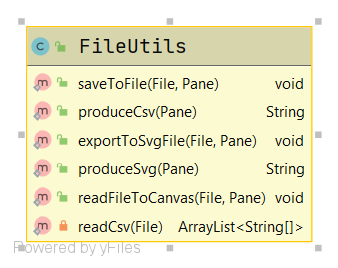 C FileUtils
m saveToFile(File, Pane) void
m produceCsv(Pane) String
m exportToSvgFile(File, Pane) void
m produceSvg(Pane) String
m readFileToCanvas(File, Pane) void
m readCsv(File) ArrayList<String[]>
Powered by yFiles